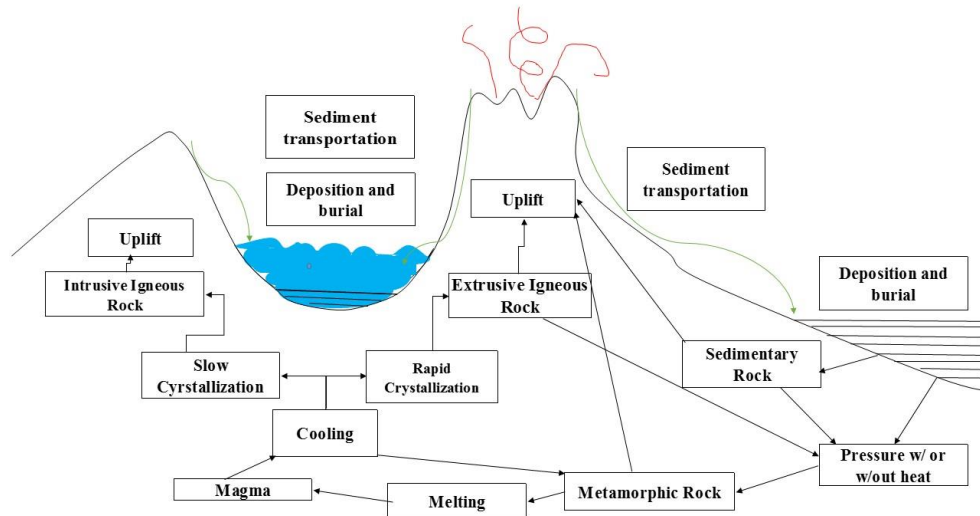 Sediment
transportation
Deposition and
burial
Sediment
transportation
Uplift
Uplift
Intrusive Igneous
Rock
Extrusive Igneous
Rock
Deposition and
burial
Slow
Cyrstallization
Rapid
Crystallization
Sedimentary
Rock
Cooling
Pressure w/ or
w/out heat
Magma
Melting
Metamorphic Rock